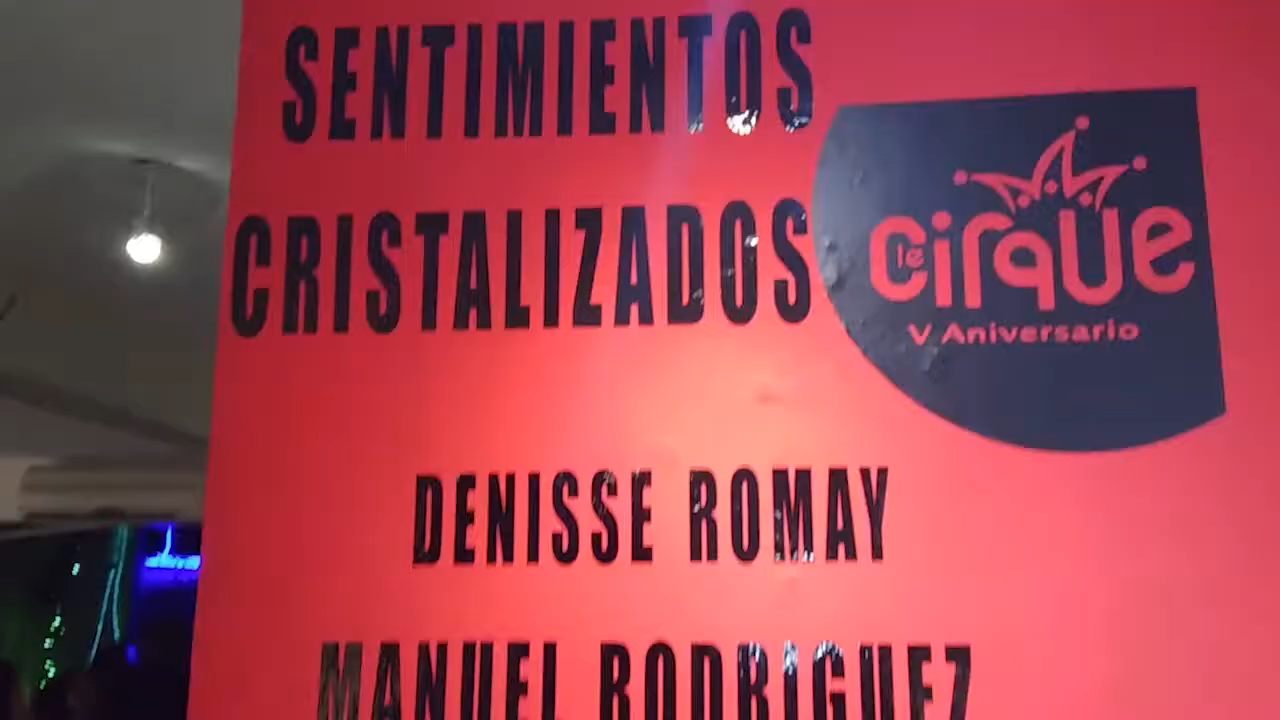 SENTIMIENTOS
CRISTALIZADOS
le cirque
V Aniversario
DENISSE ROMAY
MANUEL RODRIGUEZ